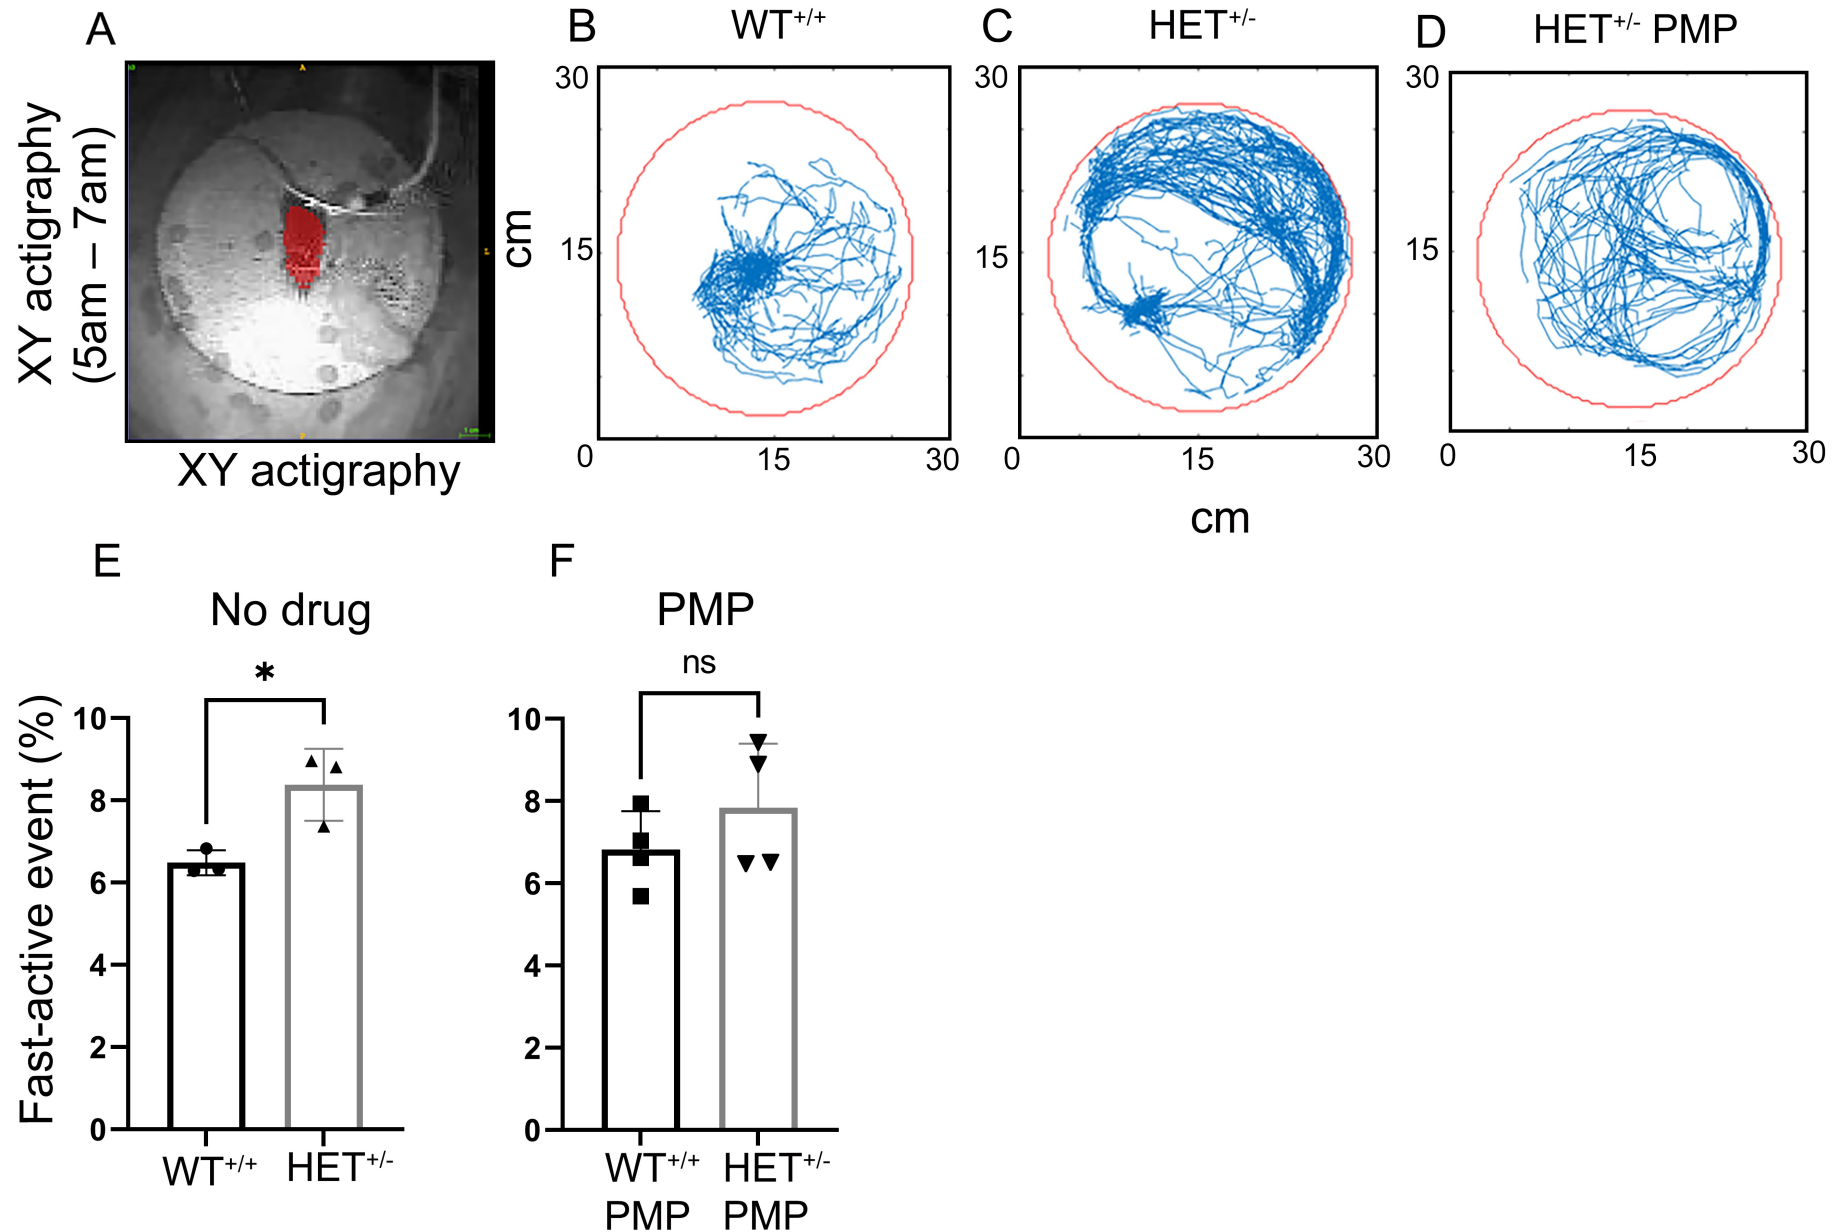 A
B
WT+/+
C
HET+/-
D
HET+/- PMP
XY actigraphy
(5am – 7am)
A
P
1 cm
XY actigraphy
cm
30
15
0
15
30
30
15
0
15
30
30
15
0
15
30
cm
E
No drug
*
Fast-active event (%)
10
8
6
4
2
0
WT+/+
HET+/-
F
PMP
ns
10
8
6
4
2
0
WT+/+
PMP
HET+/-
PMP